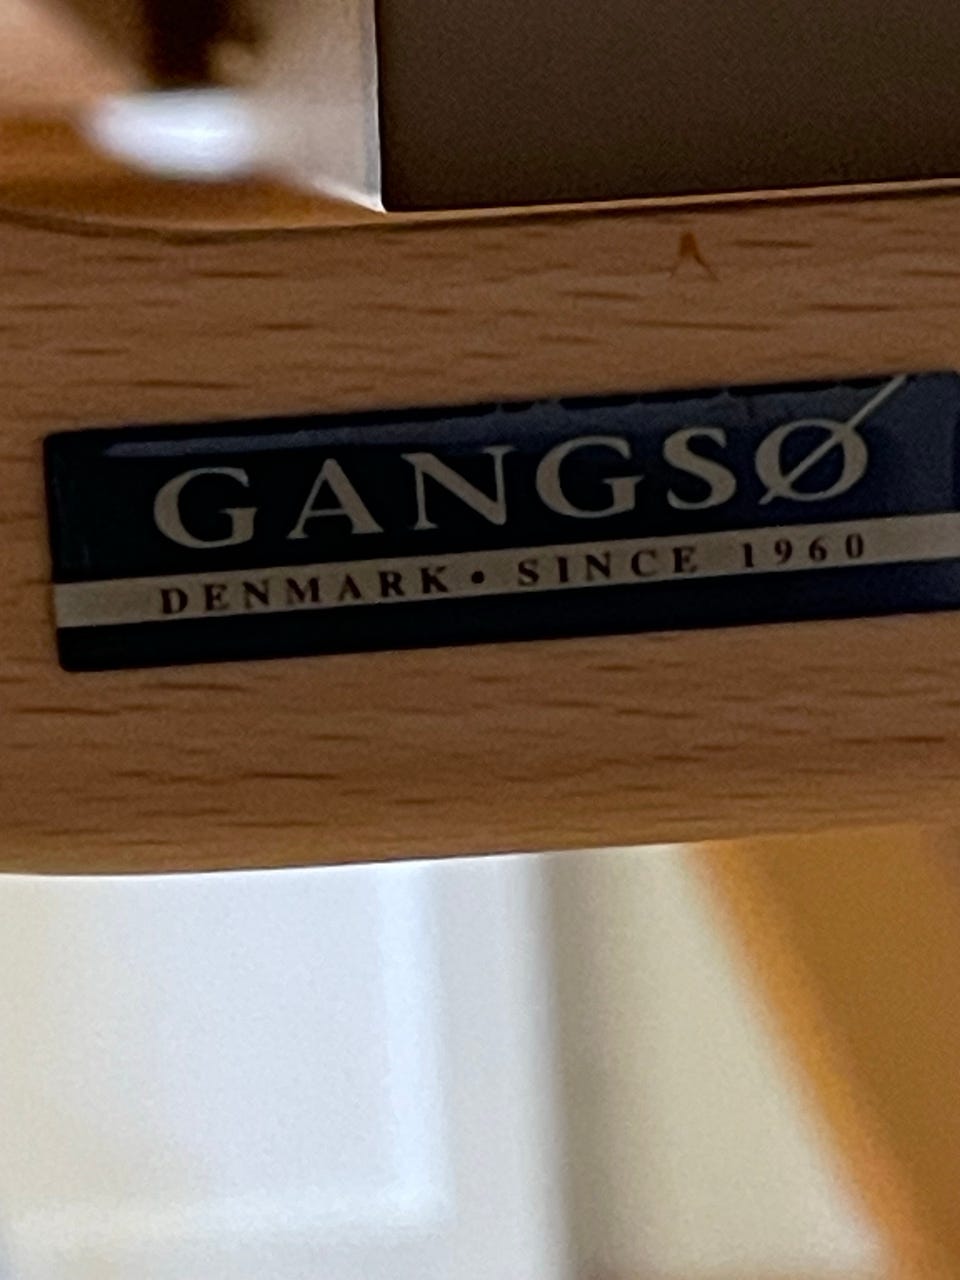 GANGSØ
DENMARK • SINCE 1960